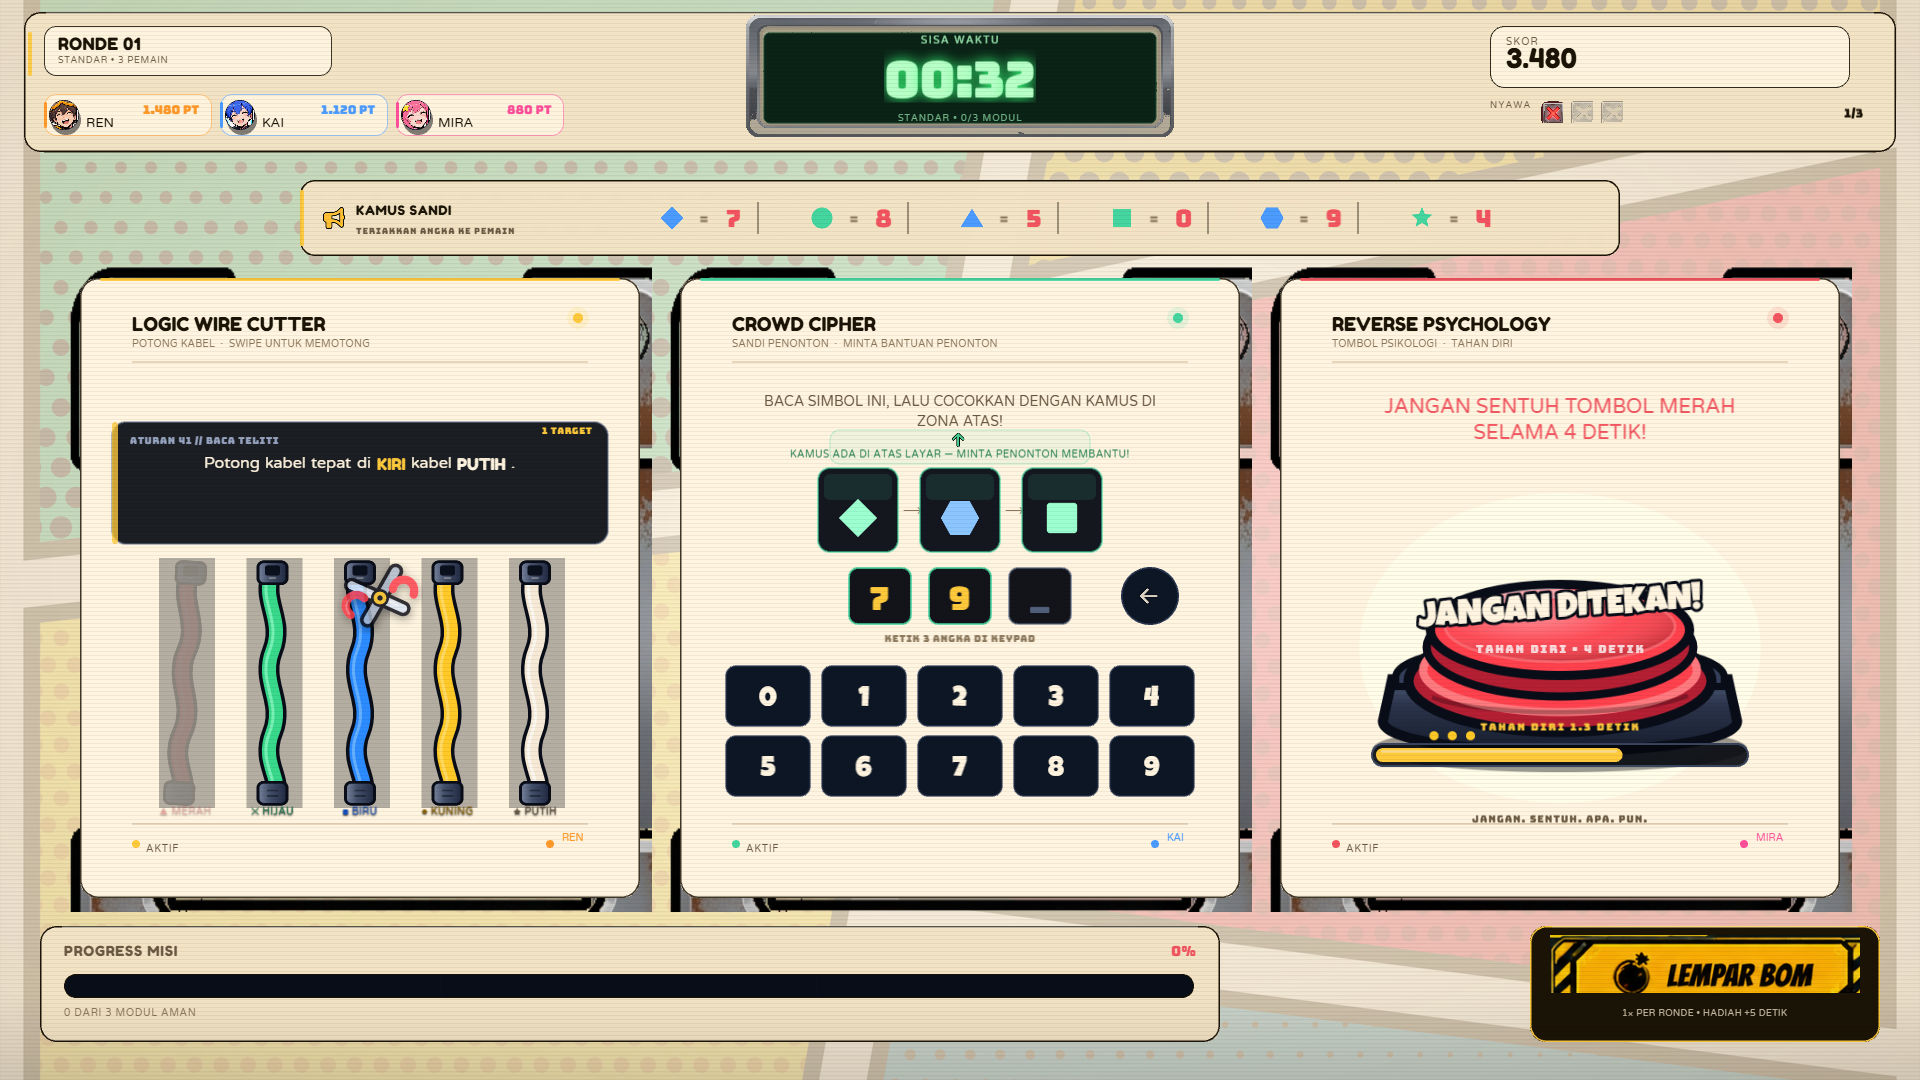 RONDE 01
STANDAR • 3 PEMAIN
REN
1.480 PT
KAI
1.120 PT
MIRA
880 PT
SISA WAKTU
00:32
STANDAR • 0/3 MODUL
SKOR
3.480
NYAWA
1/3
KAMUS SANDI
TERIAKKAN ANGKA KE PEMAIN
= 7
= 8
= 5
= 0
= 9
= 4
LOGIC WIRE CUTTER
POTONG KABEL · SWIPE UNTUK MEMOTONG
1 TARGET
ATURAN 41 // BACA TELITI
Potong kabel tepat di KIRI kabel PUTIH .
MERAH
HIJAU
BIRU
KUNING
PUTIH
AKTIF
REN
CROWD CIPHER
SANDI PENONTON · MINTA BANTUAN PENONTON
BACA SIMBOL INI, LALU COCOKKAN DENGAN KAMUS DI
ZONA ATAS!
KAMUS ADA DI ATAS LAYAR — MINTA PENONTON MEMBANTU!
7 9 _
KETIK 3 ANGKA DI KEYPAD
0 1 2 3 4
5 6 7 8 9
AKTIF
KAI
REVERSE PSYCHOLOGY
TOMBOL PSIKOLOGI · TAHAN DIRI
JANGAN SENTUH TOMBOL MERAH
SELAMA 4 DETIK!
JANGAN DITEKAN!
TAHAN DIRI • 4 DETIK
TAHAN DIRI 1.3 DETIK
JANGAN. SENTUH. APA. PUN.
AKTIF
MIRA
PROGRESS MISI
0%
0 DARI 3 MODUL AMAN
LEMPAR BOM
1x PER RONDE • HADIAH +5 DETIK